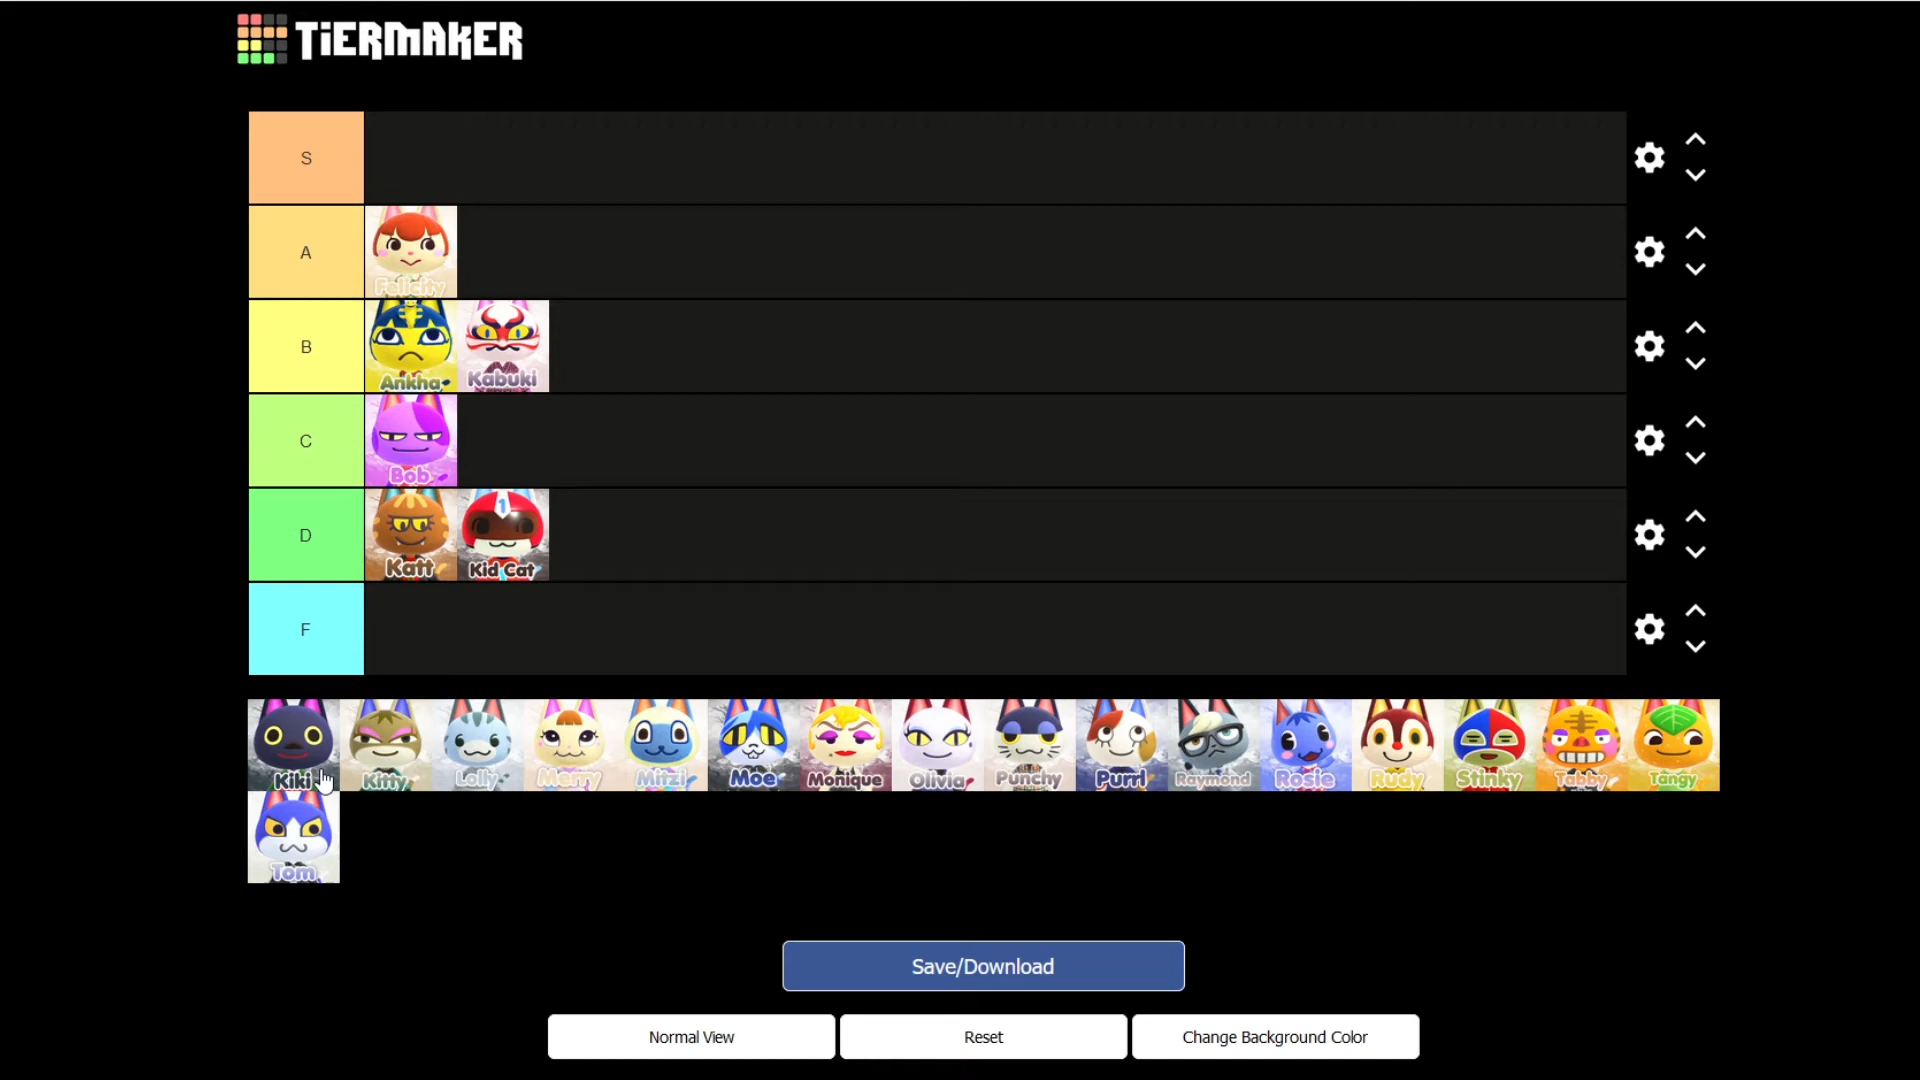 TiERMAKER
S
A
Felicity
B
Ankha Kabuki
C
Bob
D
Katt Kid Cat
1
F
Kiki Kitty Lolly Merry Mitzi Moe Monique Olivia Punchy Purrl Raymond Rosie Rudy Stinky Tabby Tangy
Tom
Save/Download
Normal View Reset Change Background Color